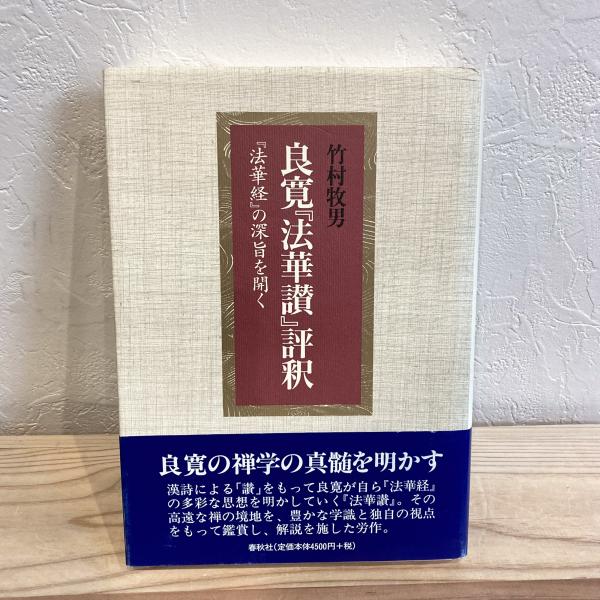 竹村牧男
良寛『法華讃』評釈
『法華経』の深旨を開く
良寛の禅学の真髄を明かす
漢詩による「讃」をもって良寛が自ら『法華経』
の多彩な思想を明かしていく『法華讃』。その
高遠な禅の境地を、豊かな学識と独自の視点
をもって鑑賞し、解説を施した労作。
春秋社(定価本体4500円+税)